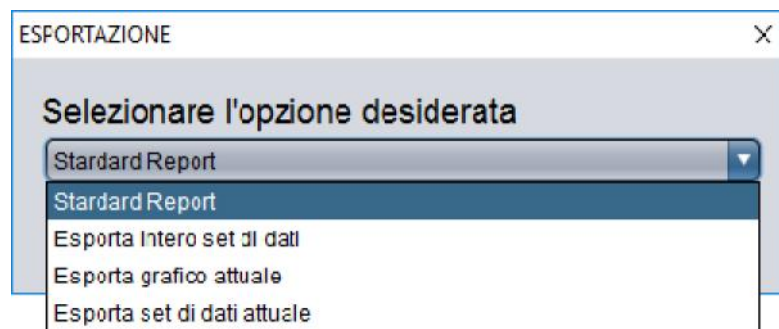 ESPORTAZIONE
Selezionare l'opzione desiderata
Stardard Report
Stardard Report
Esporta intero set di dati
Esporta grafico attuale
Esporta set di dati attuale